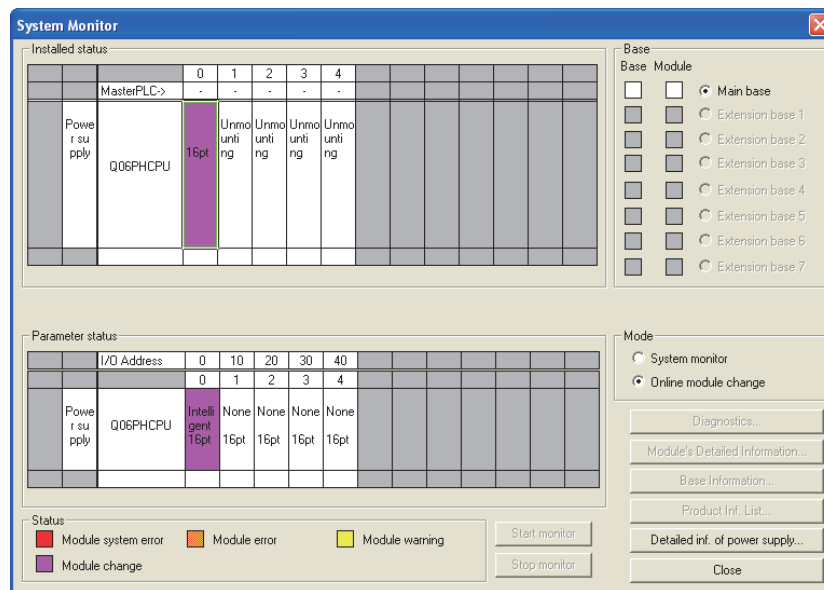 System Monitor
Installed status
0 1 2 3 4
MasterPLC-> - - - - -
Powe
r su
pply
Q06PHCPU
16pt
Unmo
unti
ng
Unmo
unti
ng
Unmo
unti
ng
Unmo
unti
ng
Base
Base Module
Main base
Extension base 1
Extension base 2
Extension base 3
Extension base 4
Extension base 5
Extension base 6
Extension base 7
Parameter status
I/O Address 0 10 20 30 40
0 1 2 3 4
Powe
r su
pply
Q06PHCPU
Intelli
gent
16pt
None
16pt
None
16pt
None
16pt
None
16pt
Mode
System monitor
Online module change
Diagnostics...
Module's Detailed Information...
Base Information...
Product Inf. List...
Detailed inf. of power supply...
Close
Status
Module system error
Module error
Module warning
Module change
Start monitor
Stop monitor